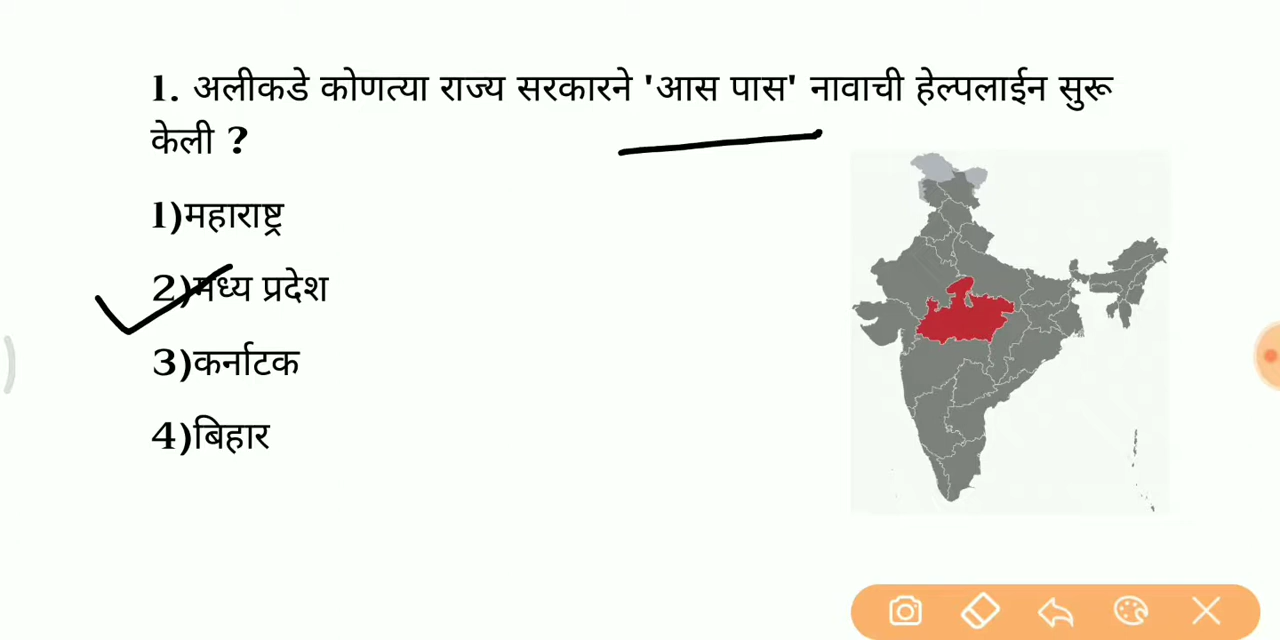 1. अलीकडे कोणत्या राज्य सरकारने 'आस पास' नावाची हेल्पलाईन सुरू
केली ?
1)महाराष्ट्र
2)मध्य प्रदेश
3)कर्नाटक
4)बिहार